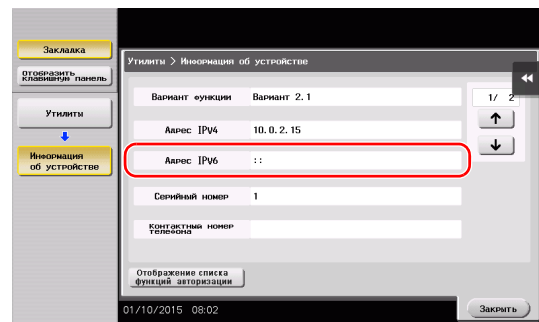 Закладка
Отобразить
клавишную панель
Утилиты
Информация
об устройстве
Утилиты > Информация об устройстве
Вариант функции Вариант 2.1
1/ 2
Адрес IPv4 10.0.2.15
Адрес IPv6 ::
Серийный номер 1
Контактный номер
телефона
Отображение списка
функций авторизации
01/10/2015 08:02
Закрыть